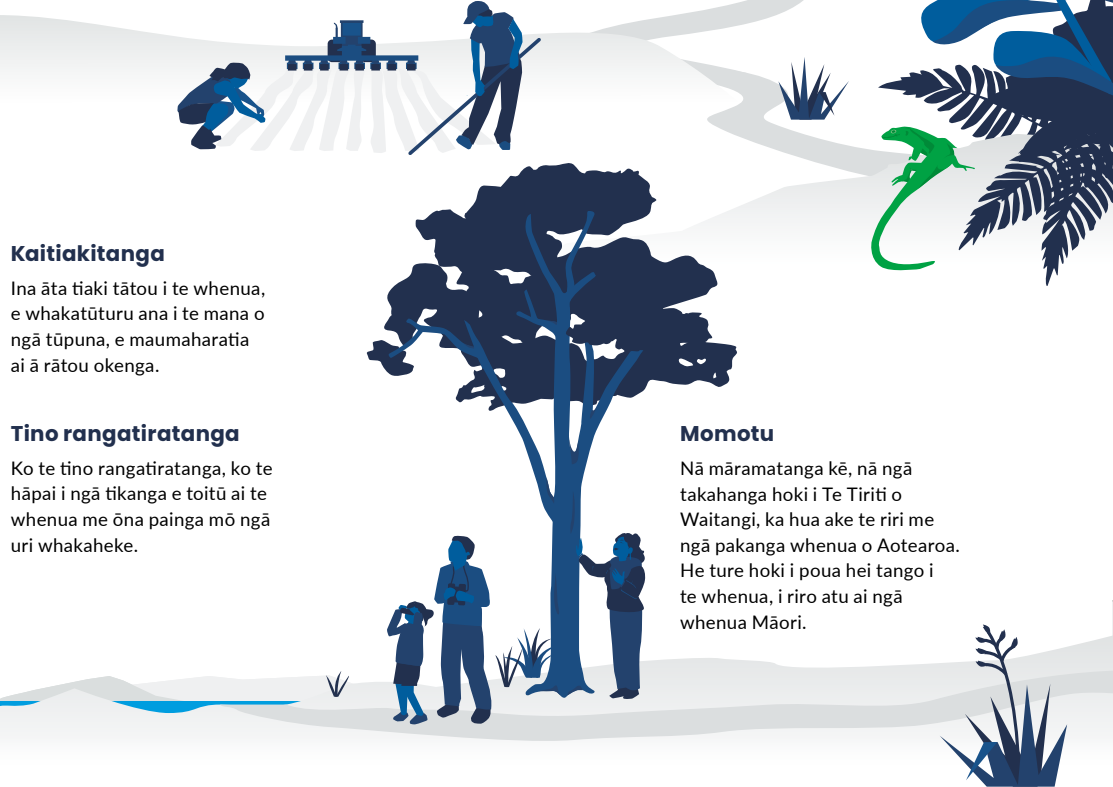 Kaitiakitanga
Ina āta tiaki tātou i te whenua,
e whakatūturu ana i te mana o
ngā tūpuna, e maumaharatia
ai ā rātou okenga.
Tino rangatiratanga
Ko te tino rangatiratanga, ko te
hāpai i ngā tikanga e toitū ai te
whenua me ōna painga mō ngā
uri whakaheke.
Momotu
Nā māramatanga kē, nā ngā
takahanga hoki i Te Tiriti o
Waitangi, ka hua ake te riri me
ngā pakanga whenua o Aotearoa.
He ture hoki i poua hei tango i
te whenua, i riro atu ai ngā
whenua Māori.